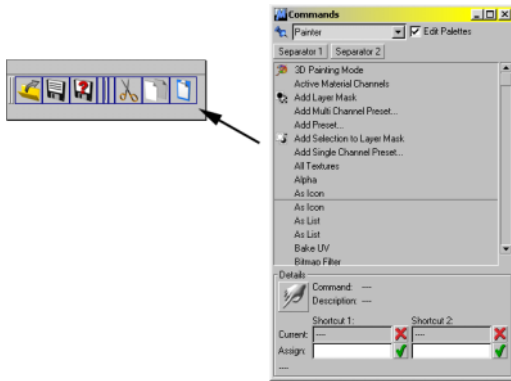 Commands
Painter
Edit Palettes
Separator 1 Separator 2
3D Painting Mode
Active Material Channels
Add Layer Mask
Add Multi Channel Preset...
Add Preset...
Add Selection to Layer Mask
Add Single Channel Preset...
All Textures
Alpha
As Icon
As Icon
As List
As List
Bake UV
Bitmap Filter
Details
Command: ---
Description: ---
Shortcut 1: Shortcut 2:
Current: ---- ----
Assign:
----